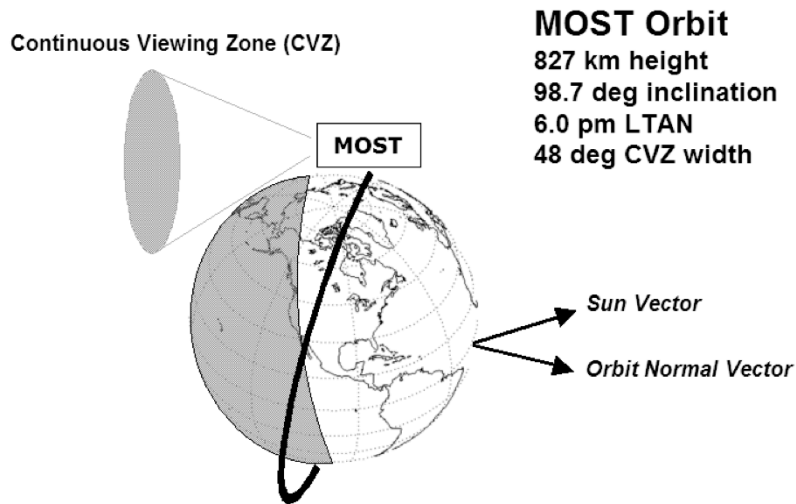 Continuous Viewing Zone (CVZ)
MOST Orbit
827 km height
98.7 deg inclination
6.0 pm LTAN
48 deg CVZ width
MOST
Sun Vector
Orbit Normal Vector